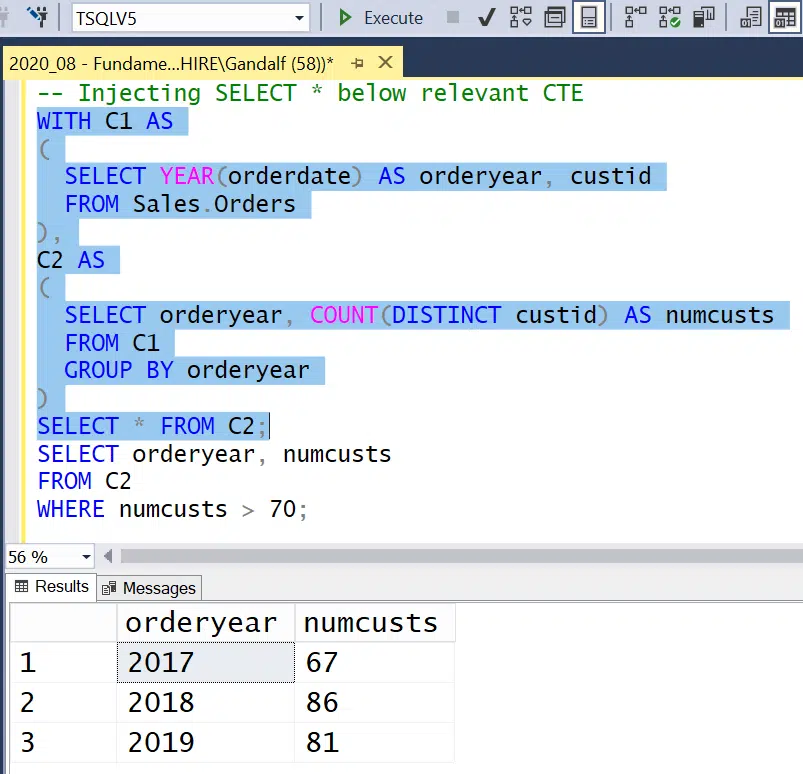 TSQLV5 Execute
2020_08 - Fundame...HIRE\Gandalf (58))*
-- Injecting SELECT * below relevant CTE
WITH C1 AS
(
SELECT YEAR(orderdate) AS orderyear, custid
FROM Sales.Orders
),
C2 AS
(
SELECT orderyear, COUNT(DISTINCT custid) AS numcusts
FROM C1
GROUP BY orderyear
)
SELECT * FROM C2;
SELECT orderyear, numcusts
FROM C2
WHERE numcusts > 70;
56 %
Results Messages
orderyear numcusts
1 2017 67
2 2018 86
3 2019 81